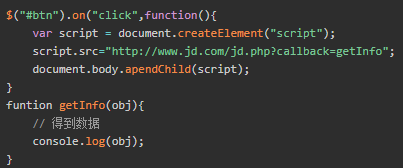 $("#btn").on("click",function(){
    var script = document.createElement("script");
    script.src="http://www.jd.com/jd.php?callback=getInfo";
    document.body.apendChild(script);
}
funtion getInfo(obj){
    // 得到数据
    console.log(obj);
}